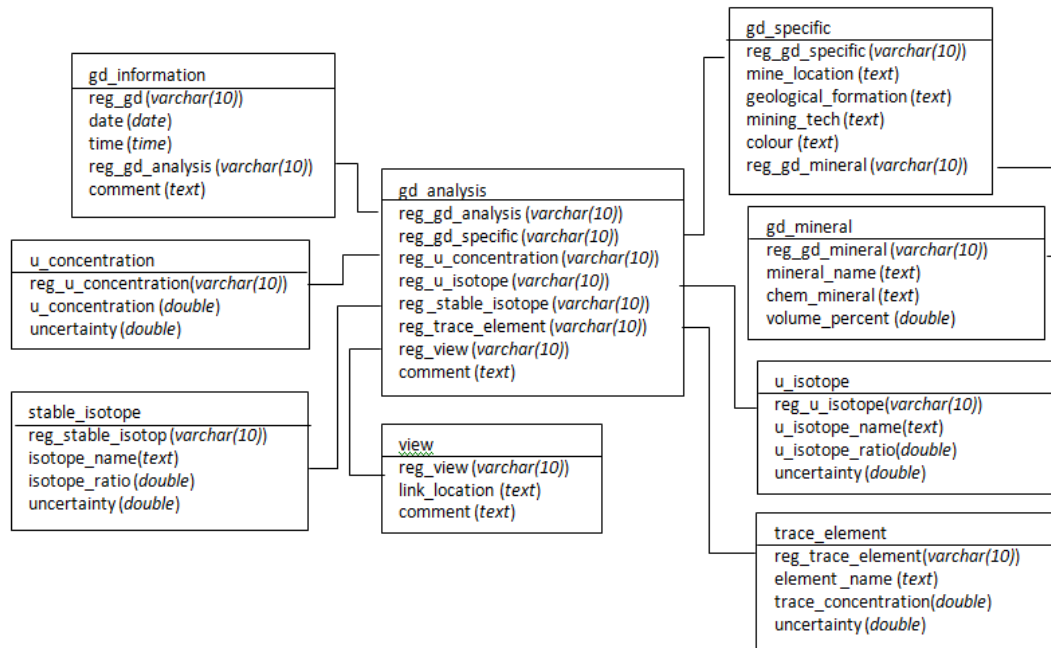 gd_information
reg_gd (varchar(10))
date (date)
time (time)
reg_gd_analysis (varchar(10))
comment (text)
u_concentration
reg_u_concentration(varchar(10))
u_concentration (double)
uncertainty (double)
stable_isotope
reg_stable_isotop (varchar(10))
isotope_name(text)
isotope_ratio (double)
uncertainty (double)
gd_analysis
reg_gd_analysis (varchar(10))
reg_gd_specific (varchar(10))
reg_u_concentration (varchar(10))
reg_u_isotope (varchar(10))
reg_stable_isotope (varchar(10))
reg_trace_element (varchar(10))
reg_view (varchar(10))
comment (text)
view
reg_view (varchar(10))
link_location (text)
comment (text)
gd_specific
reg_gd_specific (varchar(10))
mine_location (text)
geological_formation (text)
mining_tech (text)
colour (text)
reg_gd_mineral (varchar(10))
gd_mineral
reg_gd_mineral (varchar(10))
mineral_name (text)
chem_mineral (text)
volume_percent (double)
u_isotope
reg_u_isotope(varchar(10))
u_isotope_name(text)
u_isotope_ratio(double)
uncertainty (double)
trace_element
reg_trace_element(varchar(10))
element _name (text)
trace_concentration(double)
uncertainty (double)